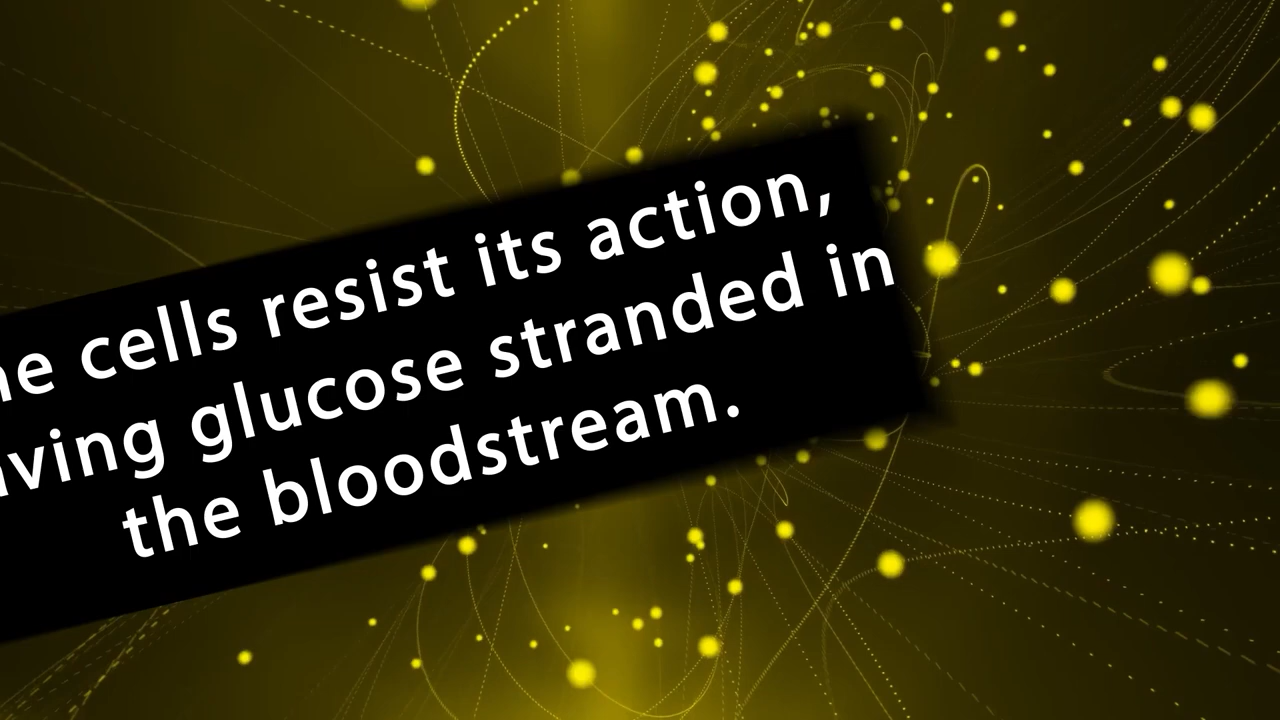 cells resist its action,
glucose stranded in
the bloodstream.